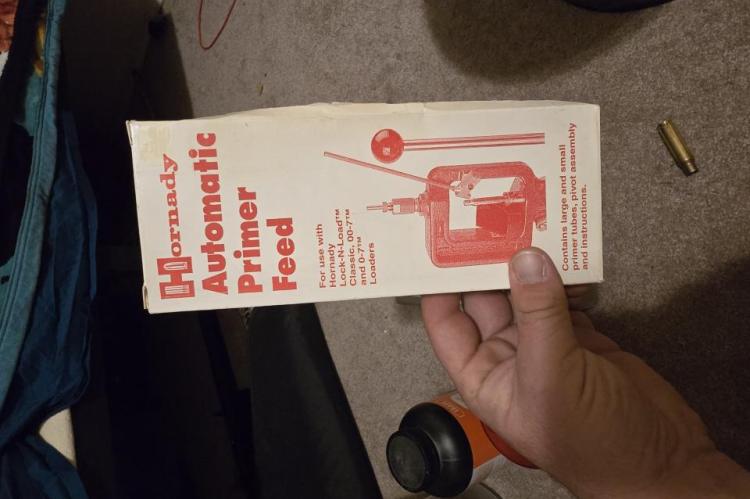 Hornady
Automatic
Primer
Feed
For use with
Hornady
Lock-N-Load™
Classic, 00-7™
and 0-7™
Loaders
Contains large and small
primer tubes, pivot assembly
and instructions.